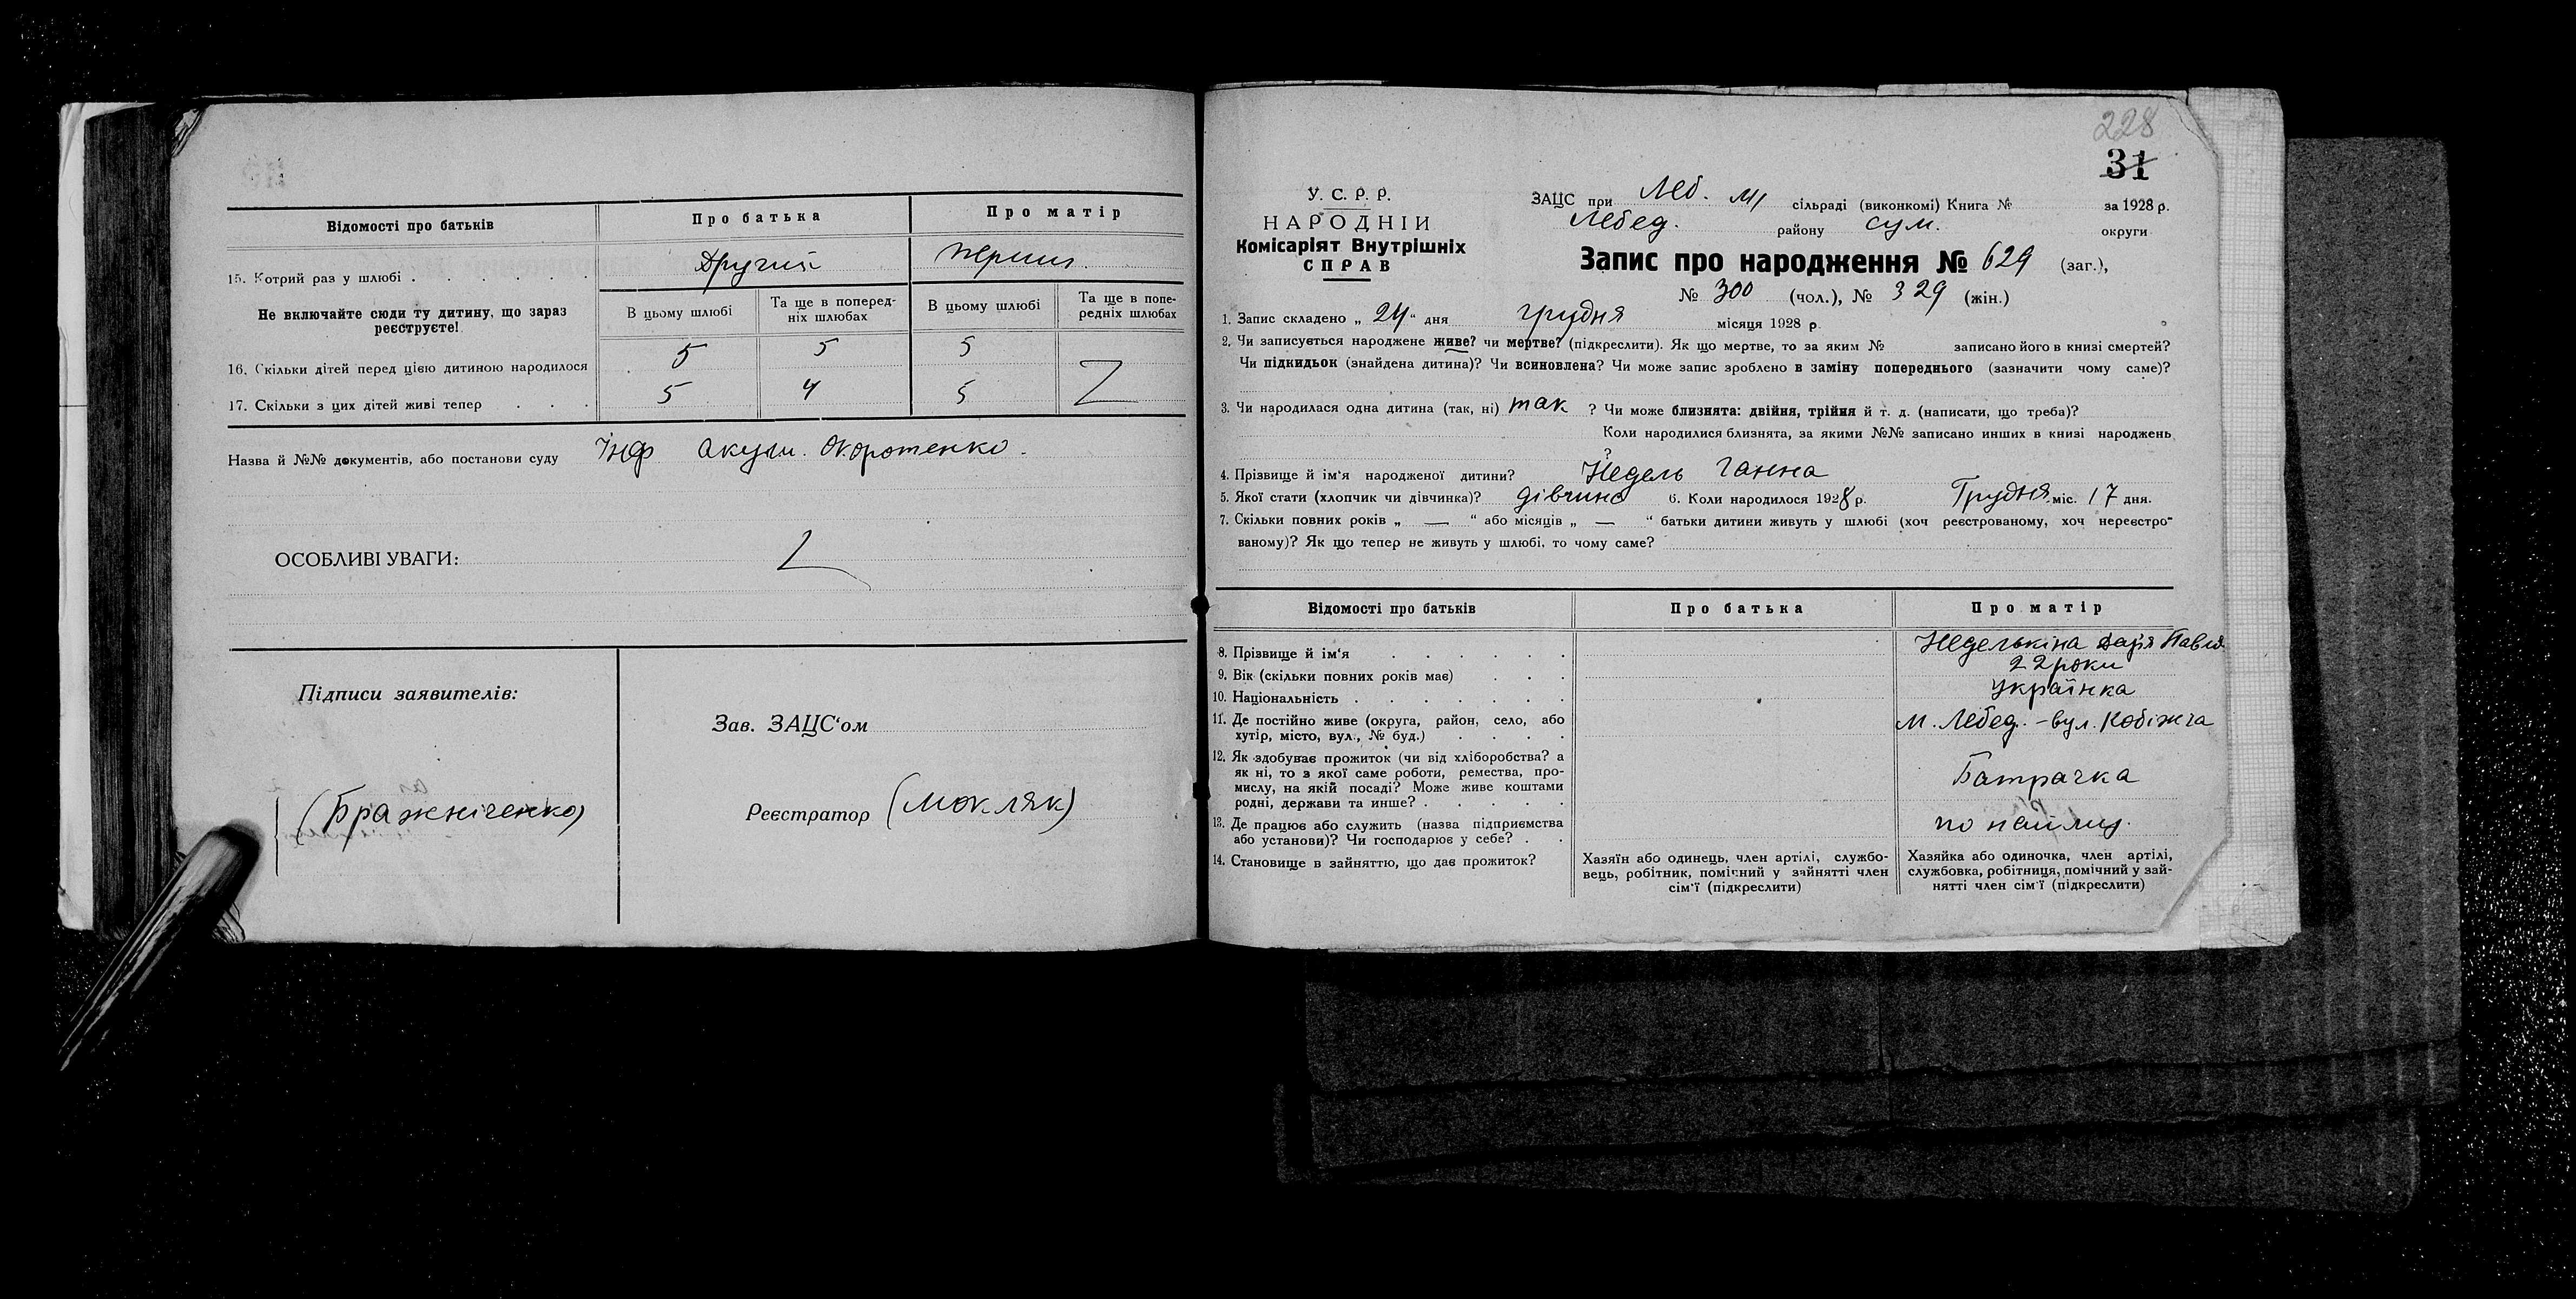 Відомості про батьків
Про батька
Про матір
15. Котрий раз у шлюбі
Другий
Перший
Не включайте сюди ту дитину, що зараз реєструєте!
В цьому шлюбі
Та ще в попередніх шлюбах
В цьому шлюбі
Та ще в попередніх шлюбах
16. Скільки дітей перед цією дитиною народилося
5
5
5
17. Скільки з цих дітей живі тепер
5
4
5
Назва й №№ документів, або постанови суду
Інф акуш. Коротенко.
ОСОБЛИВІ УВАГИ:
Підписи заявителів:
(Бражніченко)
Зав. ЗАЦС'ом
Реєстратор (Мокляк)
228
31
У. С. Р. Р.
НАРОДНІЙ
Комісаріят Внутрішніх
СПРАВ
ЗАЦС при Леб. м/ сільраді (виконкомі) Книга № за 1928 р.
Лебед. району Сум. округи
Запис про народження № 629 (заг.),
№ 300 (чол.), № 329 (жін.)
1. Запис складено „ 24 “ дня грудня місяця 1928 р.
2. Чи записується народжене живе? чи мертве? (підкреслити). Як що мертве, то за яким № записано його в книзі смертей?
Чи підкидьок (знайдена дитина)? Чи всиновлена? Чи може запис зроблено в заміну попереднього (зазначити чому саме)?
3. Чи народилася одна дитина (так, ні) так ? Чи може близнята: двійня, трійня й т. д. (написати, що треба)?
Коли народилися близнята, за якими №№ записано инших в книзі народжень
?
4. Прізвище й ім'я народженої дитини? Недель Ганна
5. Якої стати (хлопчик чи дівчинка)? дівчина 6. Коли народилося 1928 р. Грудня міс. 17 дня.
7. Скільки повних років „ — “ або місяців „ — “ батьки дитини живуть у шлюбі (хоч реєстрованому, хоч нереєстро-
ваному)? Як що тепер не живуть у шлюбі, то чому саме?
Відомості про батьків
Про батька
Про матір
8. Прізвище й ім'я
Неделькіна Дар'я Павл.
9. Вік (скільки повних років має)
22 роки
10. Національність
Українка
11. Де постійно живе (округа, район, село, або
хутір, місто, вул., № буд.)
м. Лебед. - вул. Кобіжча
12. Як здобуває прожиток (чи від хліборобства? а
як ні, то з якої саме роботи, ремества, про-
мислу, на якій посаді? Може живе коштами
родні, держави та инше?
Батрачка
13. Де працює або служить (назва підприємства
або установи)? Чи господарює у себе?
по найму.
14. Становище в зайняттю, що дає прожиток?
Хазяїн або одинець, член артілі, службо-
вець, робітник, помічний у зайнятті член
сім'ї (підкреслити)
Хазяйка або одиночка, член артілі,
службовка, робітниця, помічний у зай-
нятті член сім'ї (підкреслити)